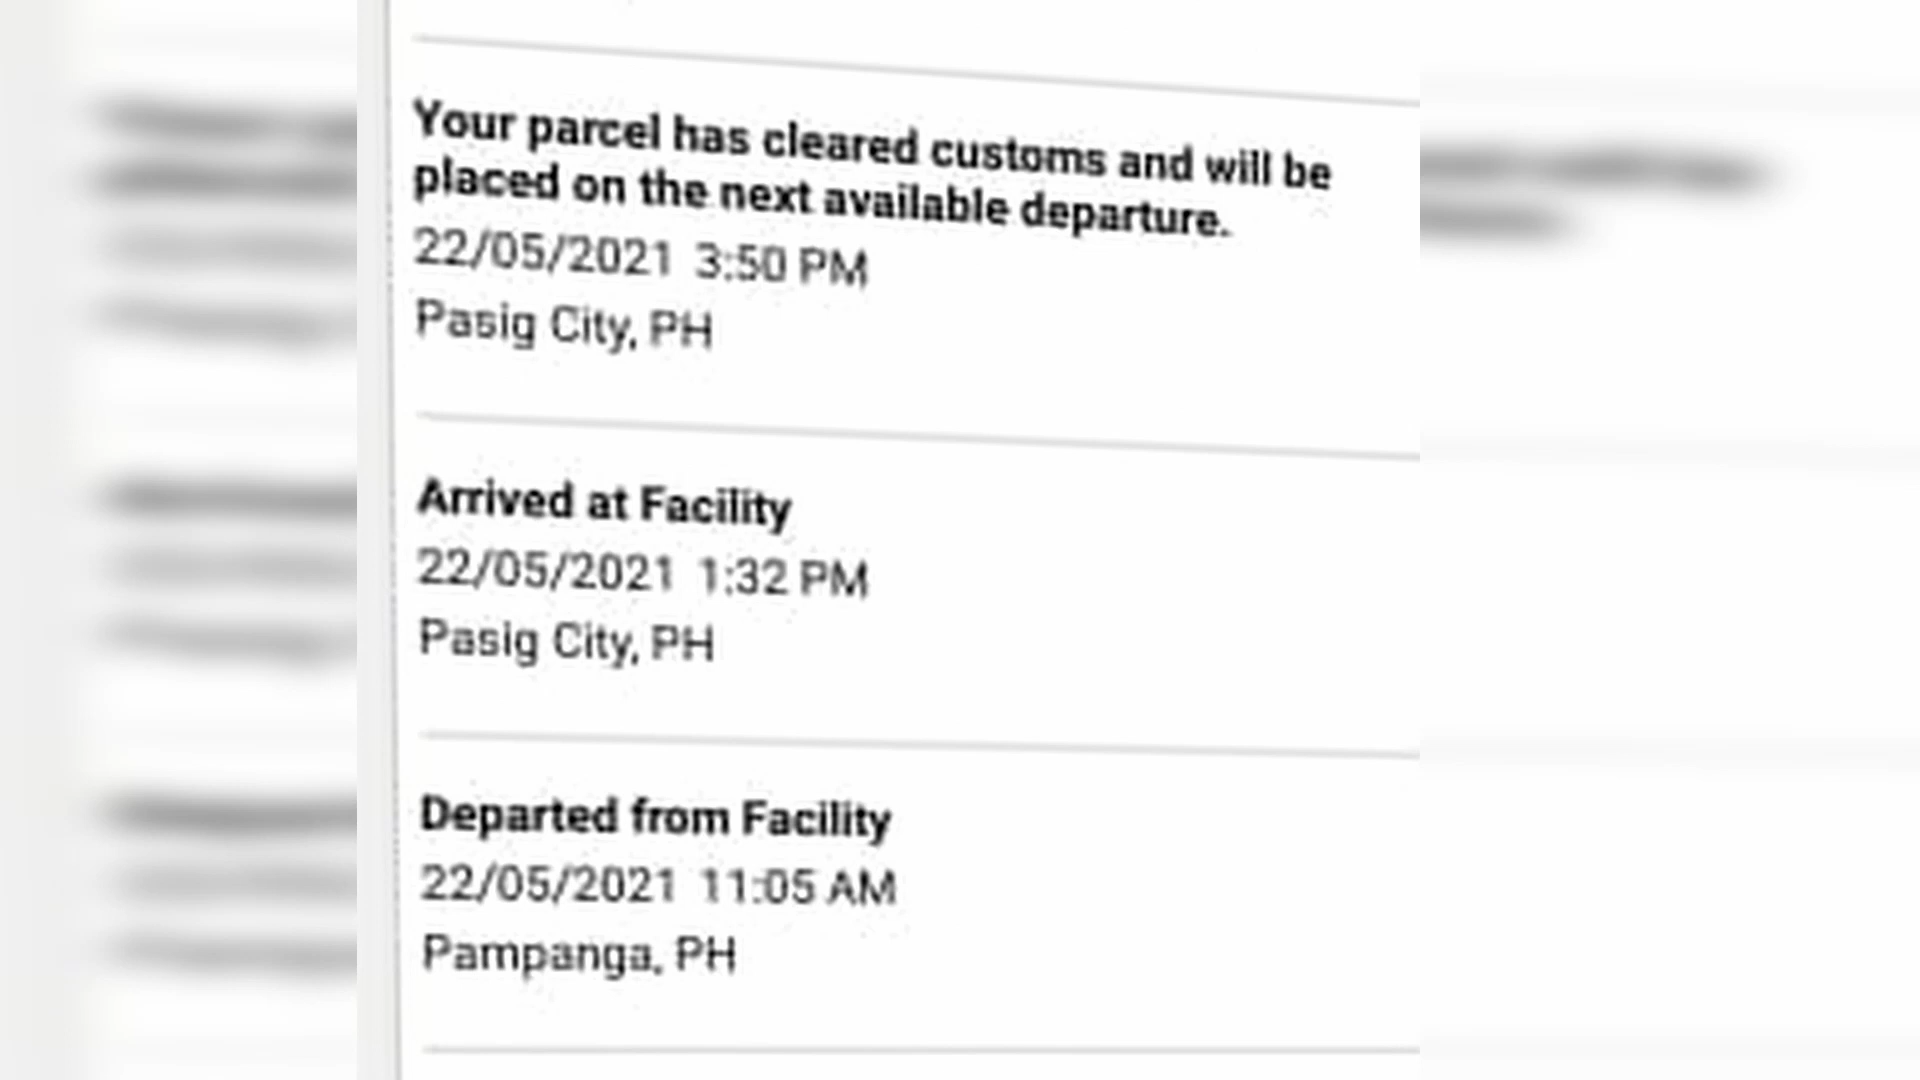 Your parcel has cleared customs and will be
placed on the next available departure.
22/05/2021 3:50 PM
Pasig City, PH
Arrived at Facility
22/05/2021 1:32 PM
Pasig City, PH
Departed from Facility
22/05/2021 11:05 AM
Pampanga, PH